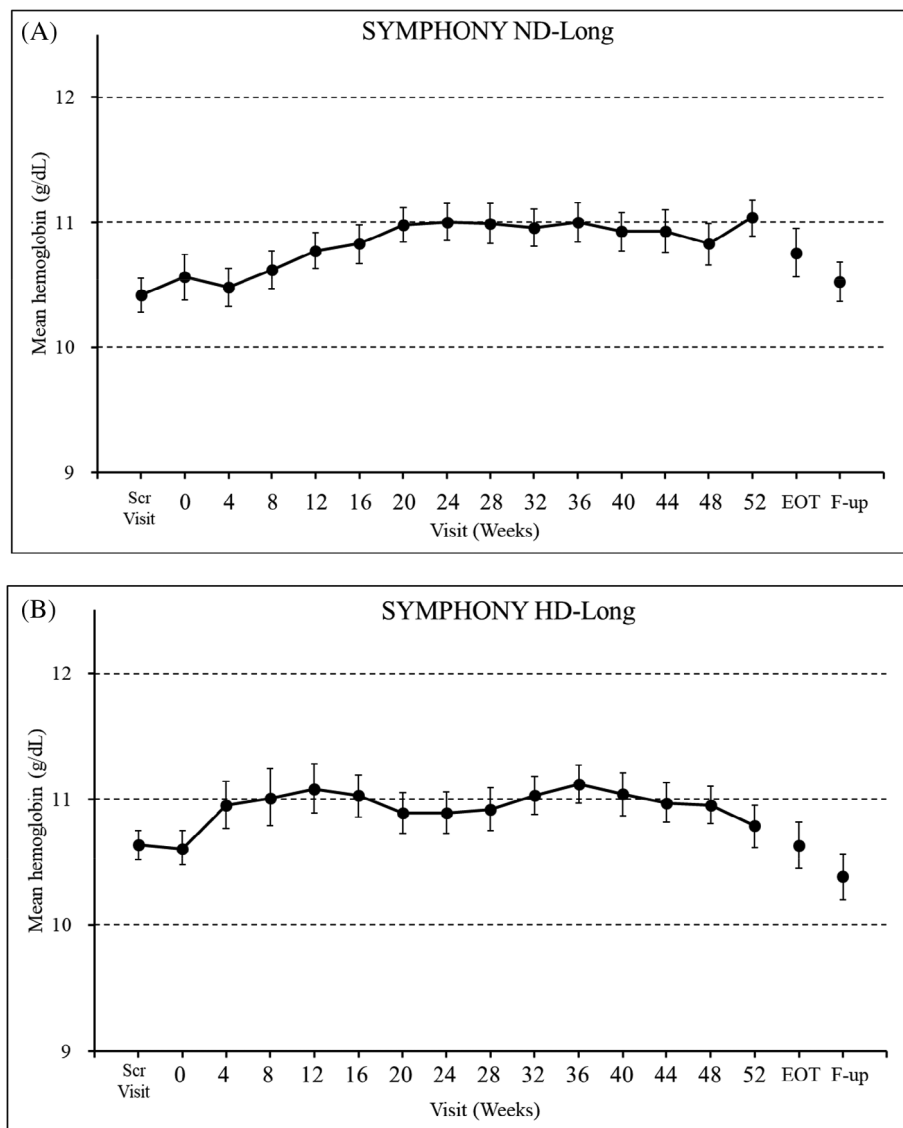 (A)
SYMPHONY ND-Long
Mean hemoglobin (g/dL)
12
11
10
9
Scr Visit 0 4 8 12 16 20 24 28 32 36 40 44 48 52 EOT F-up
Visit (Weeks)
(B)
SYMPHONY HD-Long
Mean hemoglobin (g/dL)
12
11
10
9
Scr Visit 0 4 8 12 16 20 24 28 32 36 40 44 48 52 EOT F-up
Visit (Weeks)